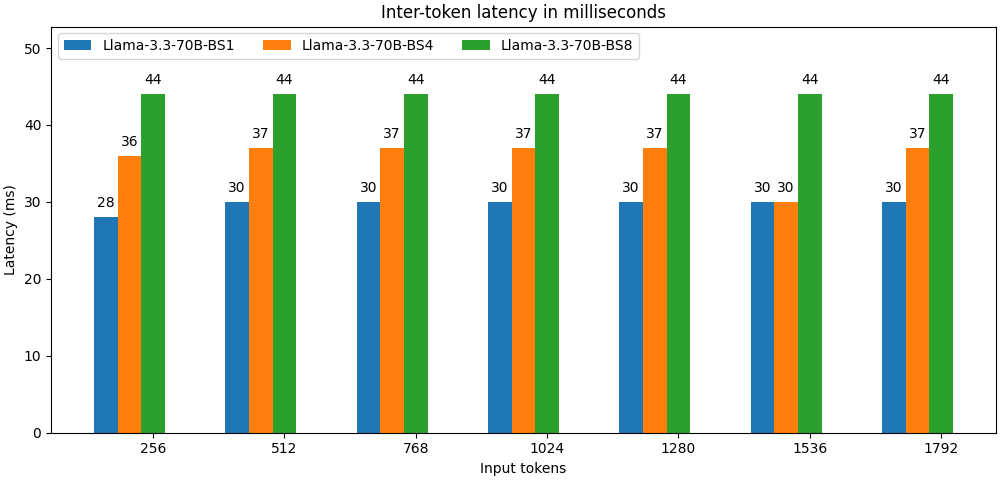 Inter-token latency in milliseconds
Llama-3.3-70B-BS1 Llama-3.3-70B-BS4 Llama-3.3-70B-BS8
Latency (ms)
50
40
30
20
10
0
28 36 44
30 37 44
30 37 44
30 37 44
30 37 44
30 30 44
30 37 44
256 512 768 1024 1280 1536 1792
Input tokens